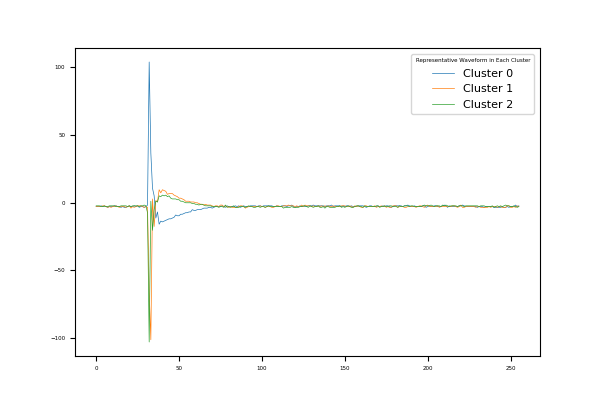 Representative Waveform in Each Cluster
Cluster 0
Cluster 1
Cluster 2
100
50
0
−50
−100
0 50 100 150 200 250